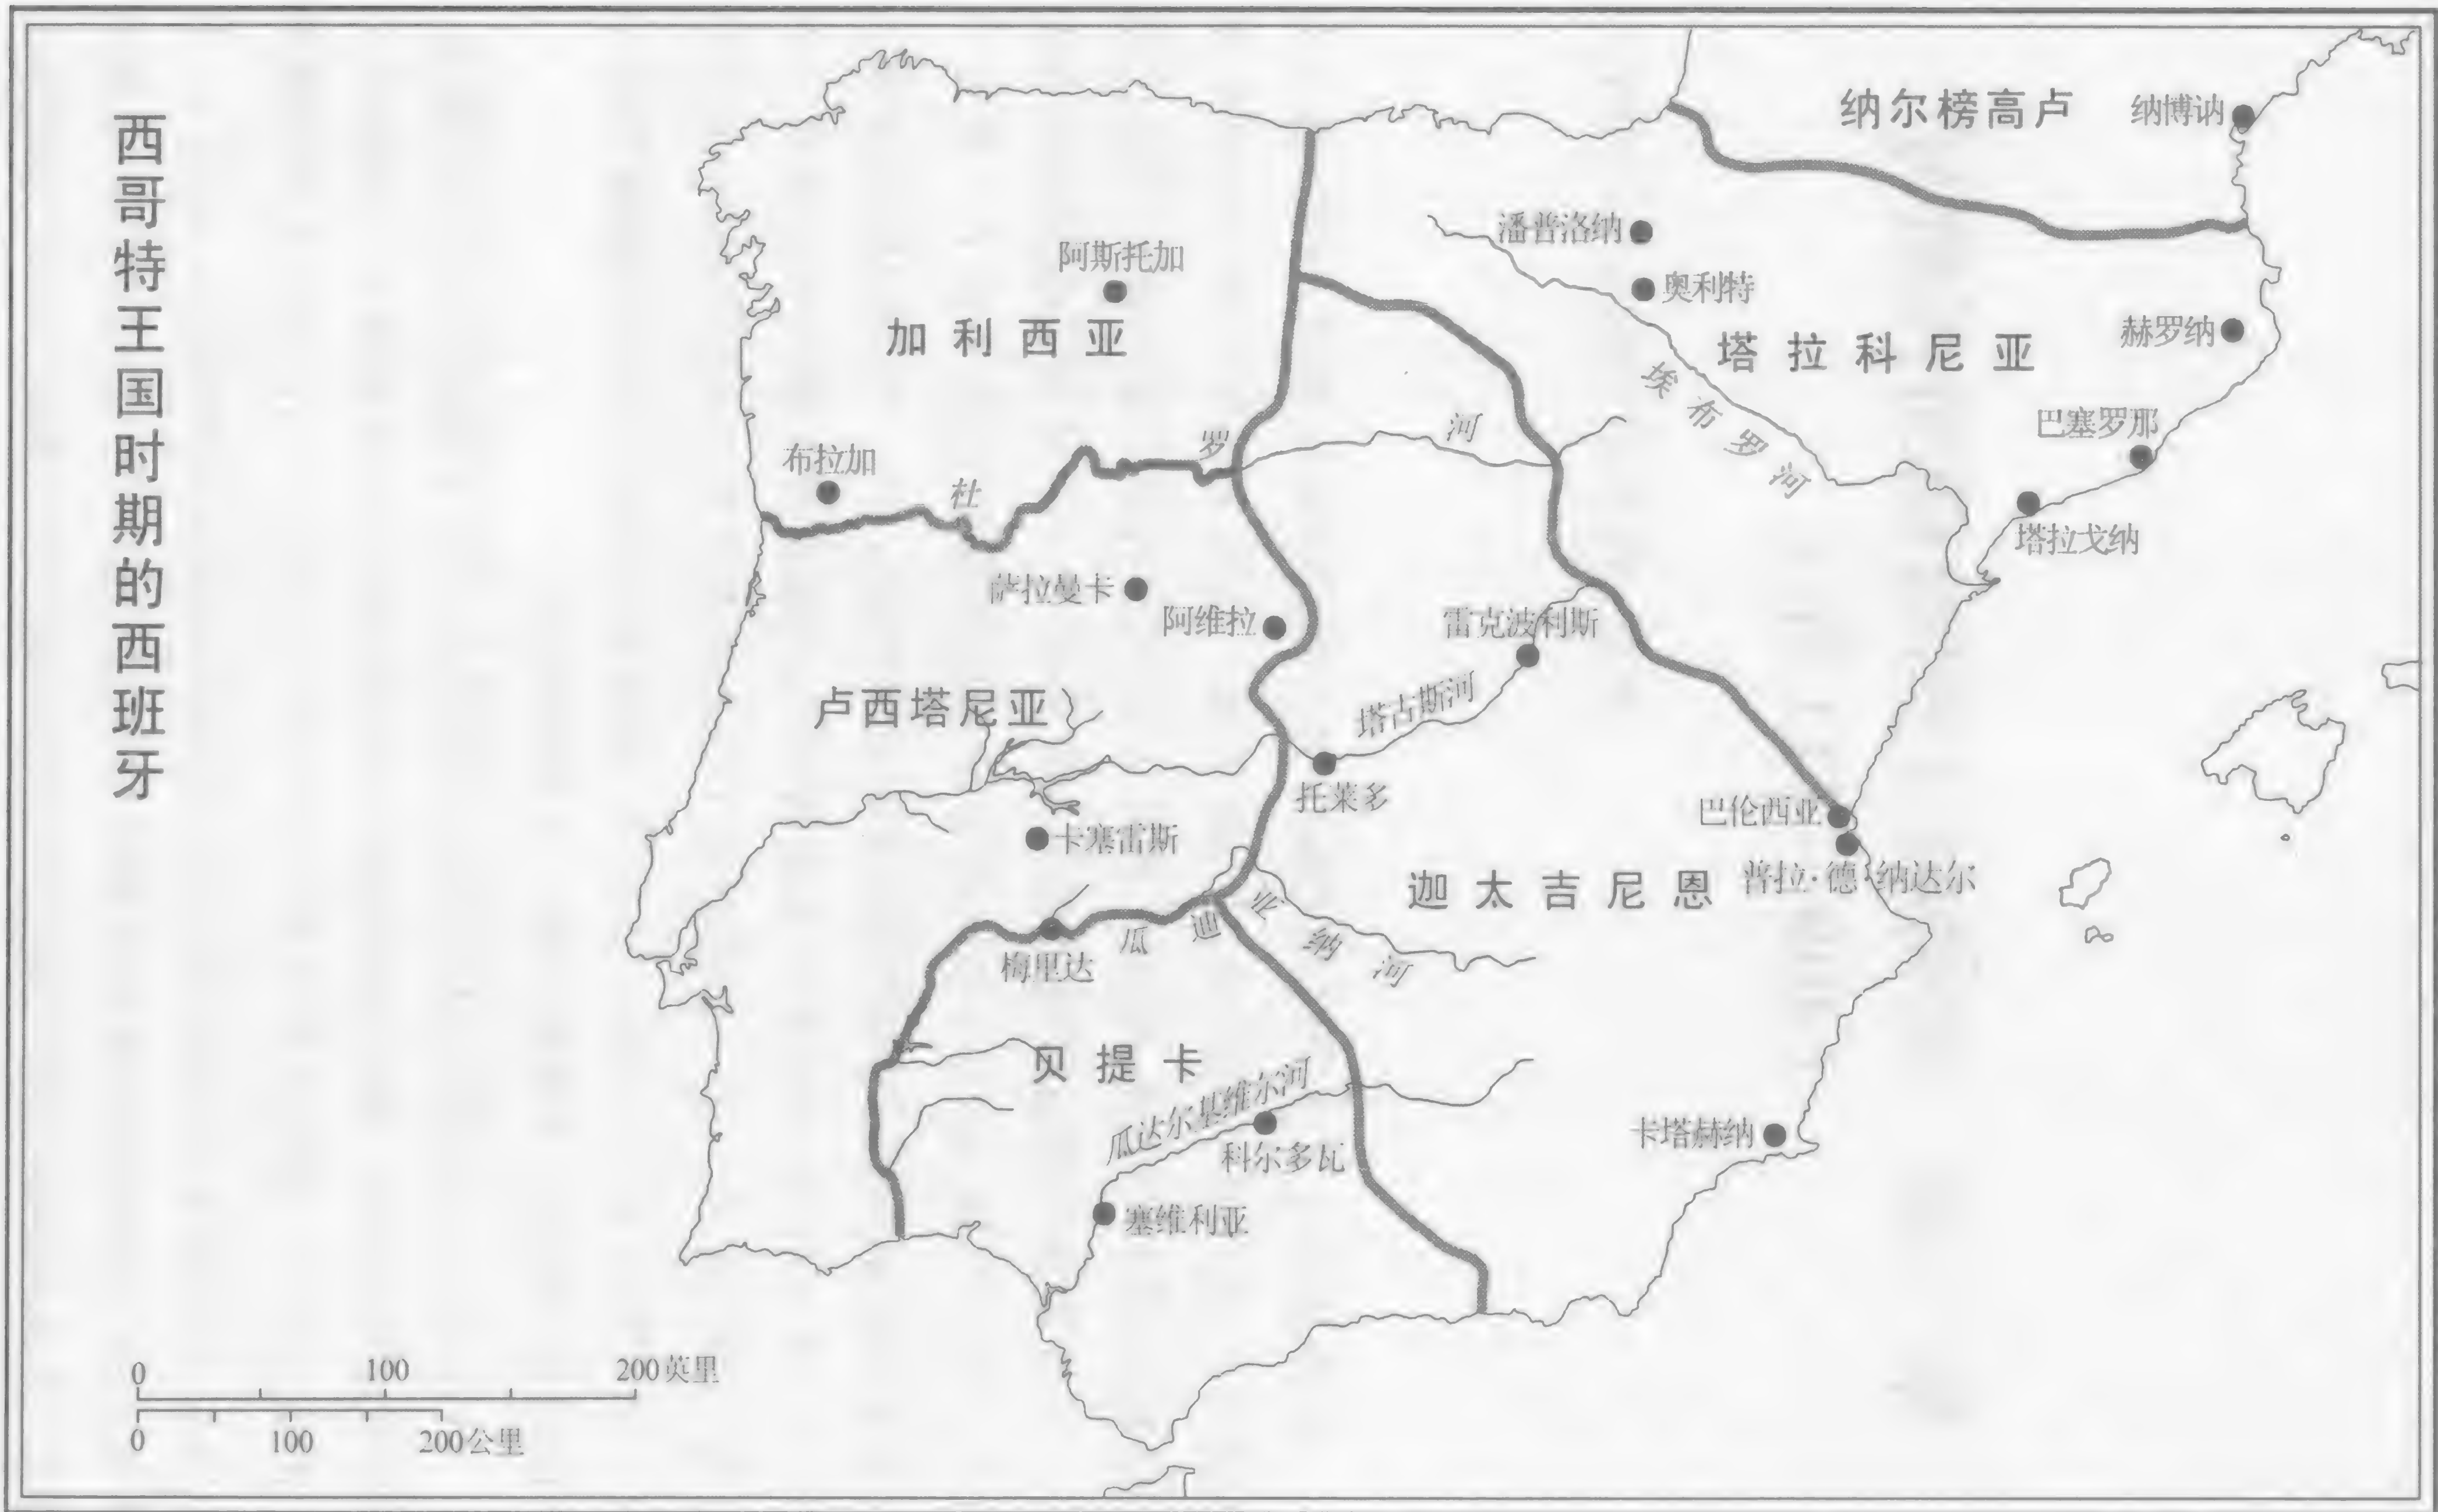 西哥特王国时期的西班牙
纳尔榜高卢
纳博讷
潘普洛纳
奥利特
阿斯托加
加利西亚
塔拉科尼亚
赫罗纳
埃布罗河
巴塞罗那
布拉加
杜罗河
塔拉戈纳
萨拉曼卡
阿维拉
雷克波利斯
卢西塔尼亚
塔古斯河
托莱多
巴伦西亚
卡塞雷斯
迦太吉尼恩
普拉·德·纳达尔
瓜迪亚纳河
梅里达
贝提卡
瓜达尔基维尔河
科尔多瓦
卡塔赫纳
塞维利亚
0 100 200英里
0 100 200公里